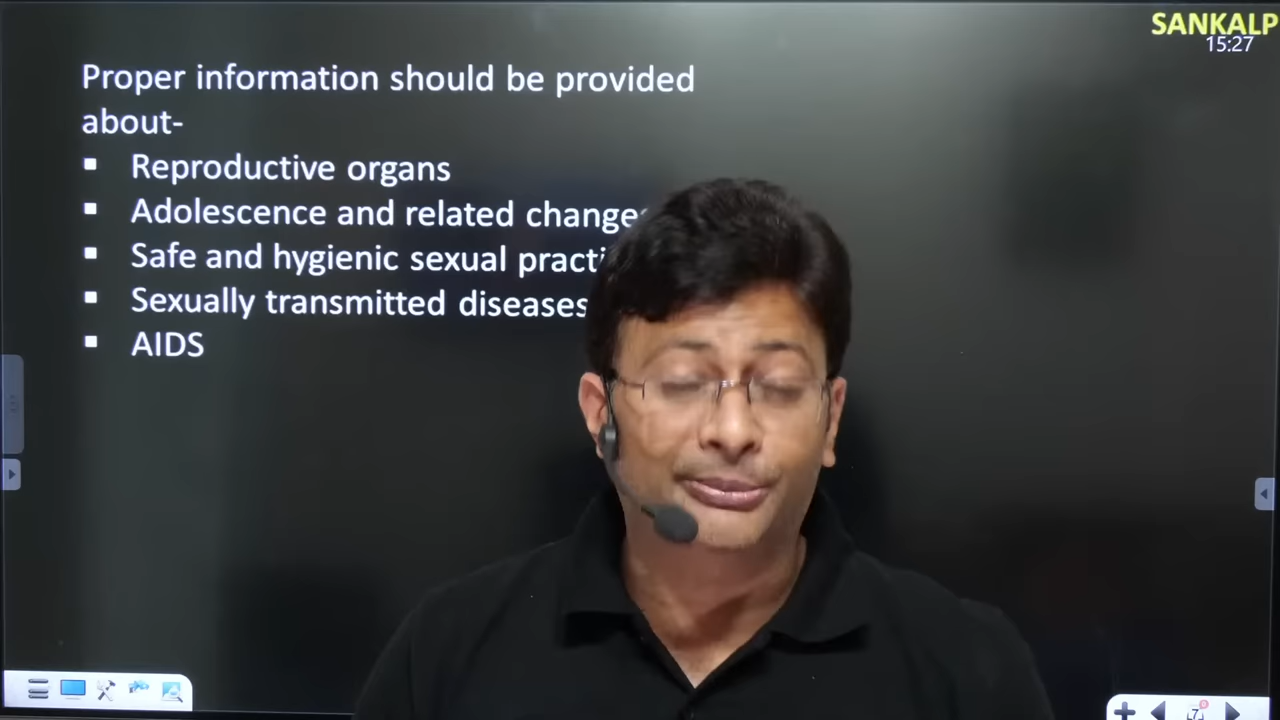 SANKALP
15:27
Proper information should be provided
about-
▪ Reproductive organs
▪ Adolescence and related
▪ Safe and hygienic sexual
▪ Sexually transmitted diseases
▪ AIDS
7